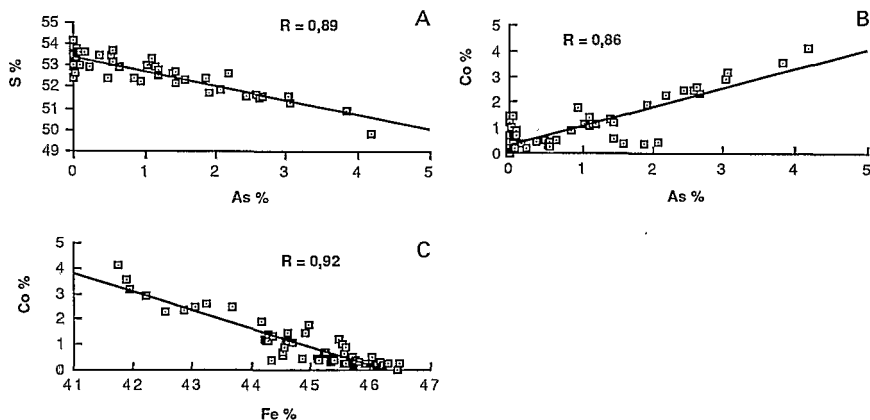 A
R = 0,89
S %
55
54
53
52
51
50
49
0 1 2 3 4 5
As %
B
R = 0,86
Co %
5
4
3
2
1
0
0 1 2 3 4 5
As %
C
R = 0,92
Co %
5
4
3
2
1
0
41 42 43 44 45 46 47
Fe %